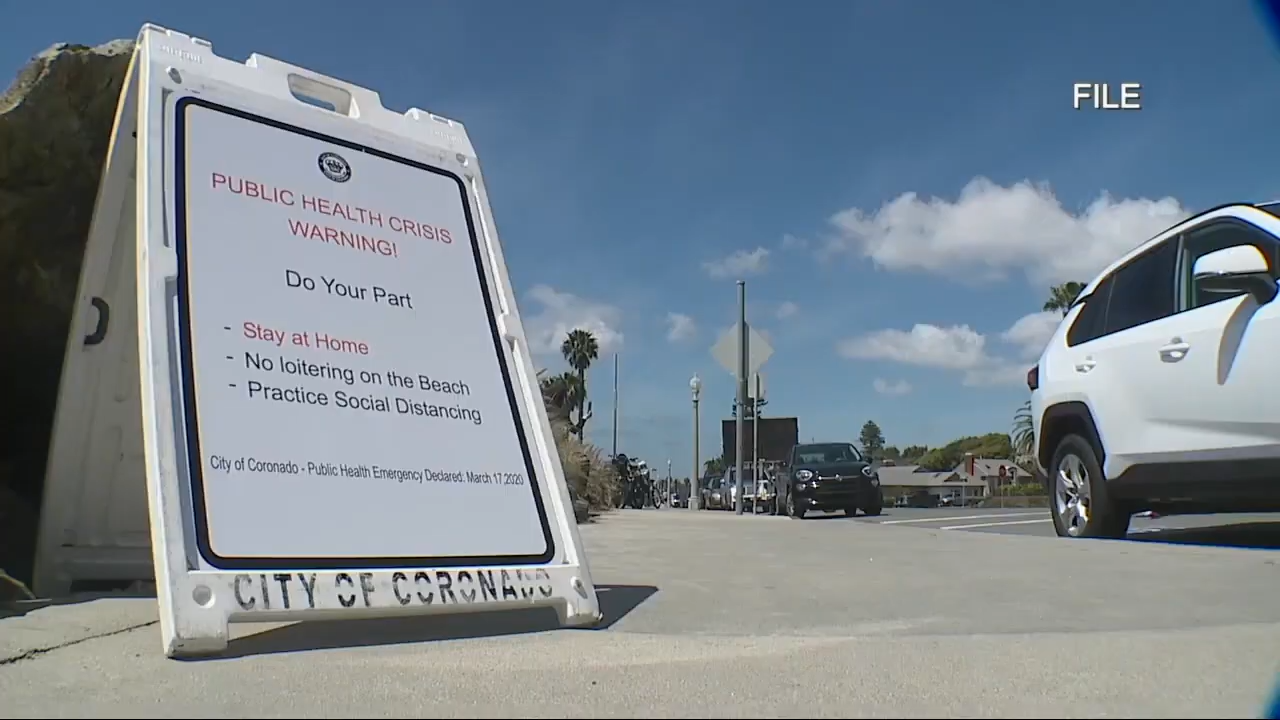 FILE
PUBLIC HEALTH CRISIS
WARNING!
Do Your Part
- Stay at Home
- No loitering on the Beach
- Practice Social Distancing
City of Coronado - Public Health Emergency Declared: March 17,2020
CITY OF CORONADO